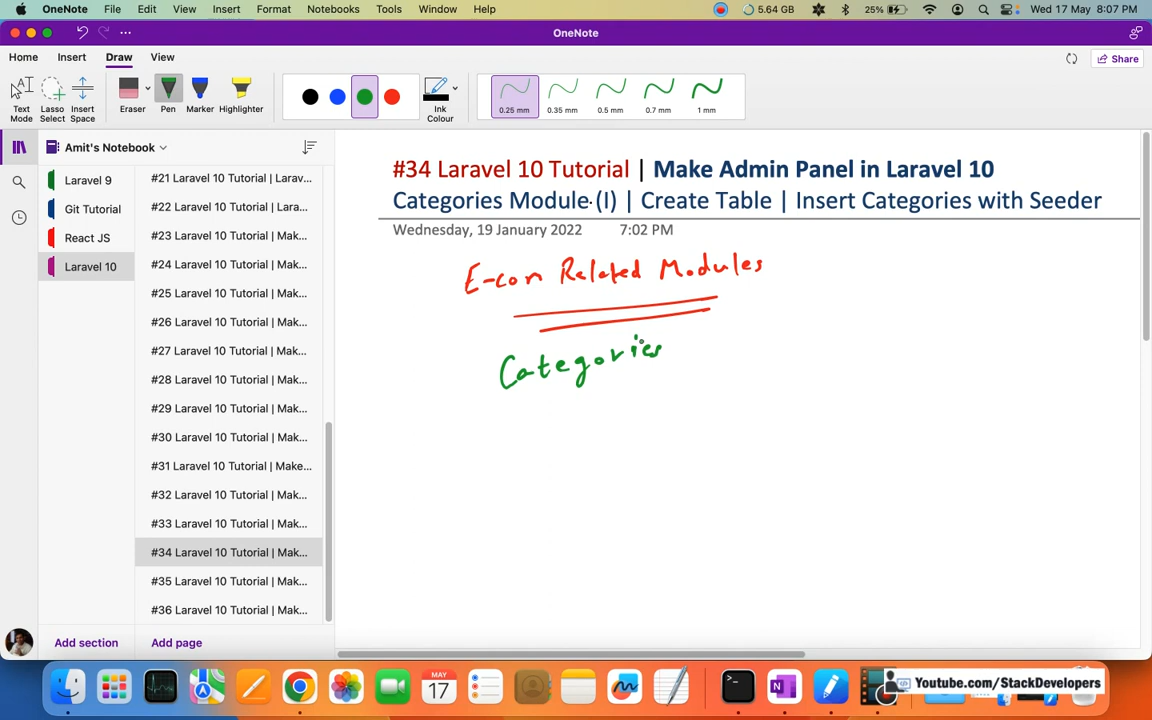 OneNote File Edit View Insert Format Notebooks Tools Window Help 5.64 GB 25% Wed 17 May 8:07 PM
OneNote
Home Insert Draw View Share
Text Mode Lasso Select Insert Space Eraser Pen Marker Highlighter Ink Colour 0.25 mm 0.35 mm 0.5 mm 0.7 mm 1 mm
Amit's Notebook
Laravel 9
Git Tutorial
React JS
Laravel 10
Add section
#21 Laravel 10 Tutorial | Larav...
#22 Laravel 10 Tutorial | Lara...
#23 Laravel 10 Tutorial | Mak...
#24 Laravel 10 Tutorial | Mak...
#25 Laravel 10 Tutorial | Mak...
#26 Laravel 10 Tutorial | Mak...
#27 Laravel 10 Tutorial | Mak...
#28 Laravel 10 Tutorial | Mak...
#29 Laravel 10 Tutorial | Mak...
#30 Laravel 10 Tutorial | Mak...
#31 Laravel 10 Tutorial | Make...
#32 Laravel 10 Tutorial | Mak...
#33 Laravel 10 Tutorial | Mak...
#34 Laravel 10 Tutorial | Mak...
#35 Laravel 10 Tutorial | Mak...
#36 Laravel 10 Tutorial | Mak...
Add page
#34 Laravel 10 Tutorial | Make Admin Panel in Laravel 10
Categories Module (I) | Create Table | Insert Categories with Seeder
Wednesday, 19 January 2022 7:02 PM
E-com Related Modules
Categories
MAY
17
Youtube.com/StackDevelopers